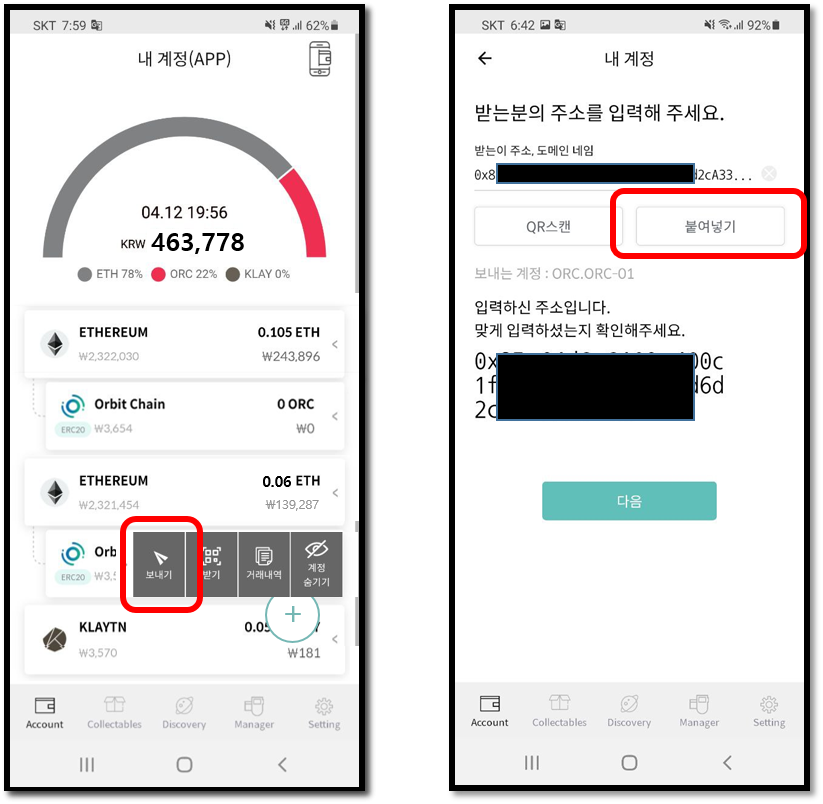 SKT 7:59
62%
내 계정(APP)
04.12 19:56
KRW 463,778
ETH 78% ORC 22% KLAY 0%
ETHEREUM 0.105 ETH
₩2,322,030 ₩243,896
Orbit Chain 0 ORC
ERC20 ₩3,654 ₩0
ETHEREUM 0.06 ETH
₩2,321,454 ₩139,287
Orb
ERC20 ₩3,5
보내기 받기 거래내역 계정
숨기기
KLAYTN 0.05 Y
₩3,570 ₩181
Account Collectables Discovery Manager Setting
SKT 6:42
92%
내 계정
받는분의 주소를 입력해 주세요.
받는이 주소, 도메인 네임
0x8 d2cA33...
QR스캔 붙여넣기
보내는 계정 : ORC.ORC-01
입력하신 주소입니다.
맞게 입력하셨는지 확인해주세요.
0x 00c
1f d6d
2c
다음
Account Collectables Discovery Manager Setting